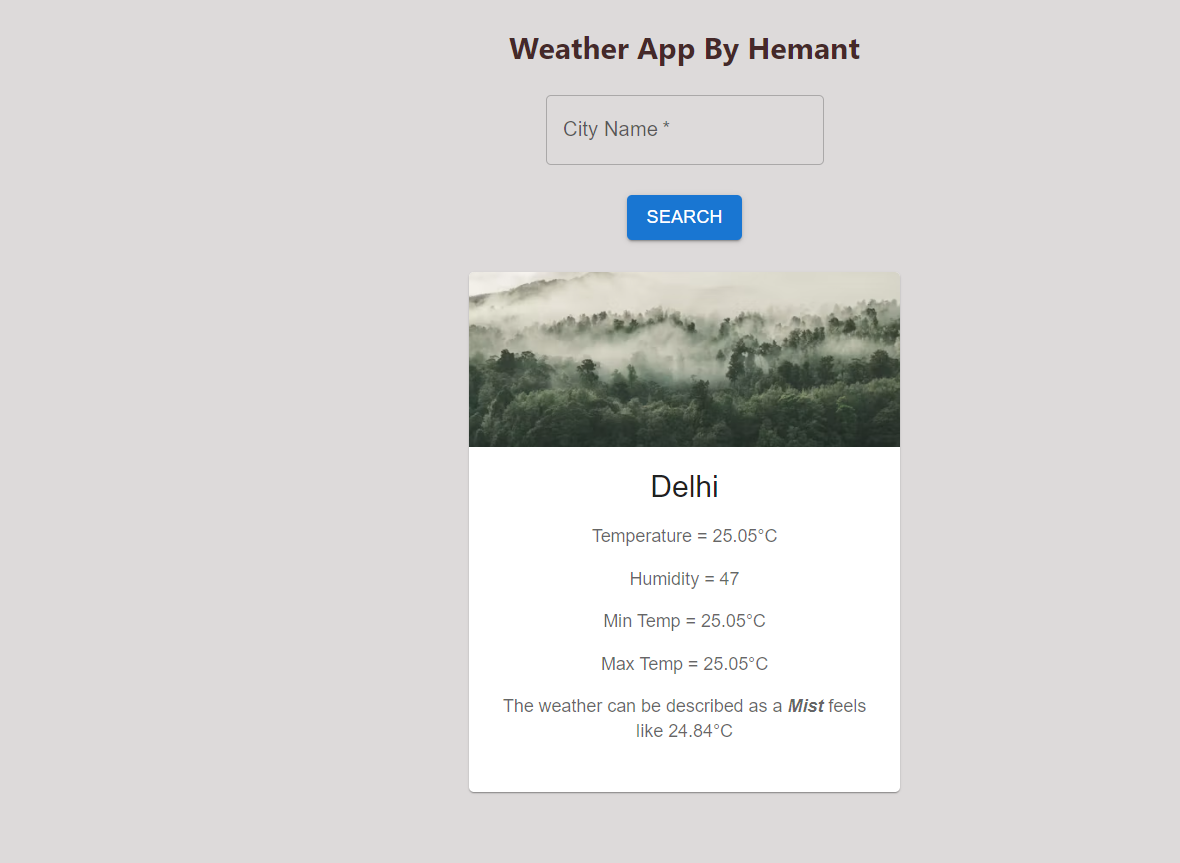 Weather App By Hemant
City Name *
SEARCH
Delhi
Temperature = 25.05°C
Humidity = 47
Min Temp = 25.05°C
Max Temp = 25.05°C
The weather can be described as a Mist feels
like 24.84°C